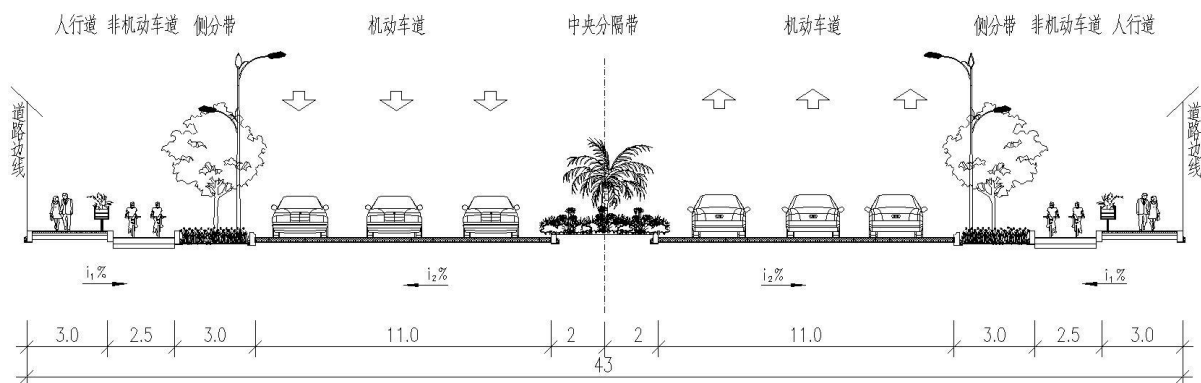 人行道 非机动车道 侧分带 机动车道 中央分隔带 机动车道 侧分带 非机动车道 人行道
道路边线
道路边线
i₁% i₂% i₂% i₁%
3.0 2.5 3.0 11.0 2 2 11.0 3.0 2.5 3.0
43